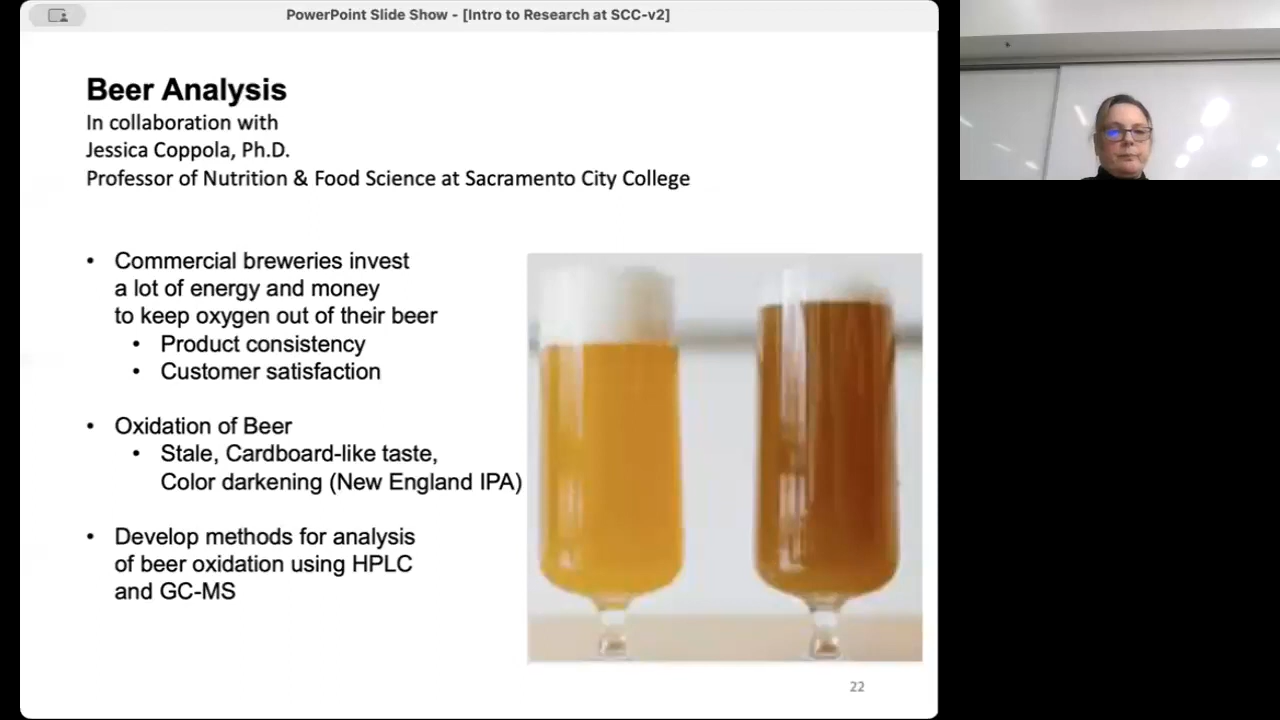 PowerPoint Slide Show - [Intro to Research at SCC-v2]
Beer Analysis
In collaboration with
Jessica Coppola, Ph.D.
Professor of Nutrition & Food Science at Sacramento City College
• Commercial breweries invest
a lot of energy and money
to keep oxygen out of their beer
• Product consistency
• Customer satisfaction
• Oxidation of Beer
• Stale, Cardboard-like taste,
Color darkening (New England IPA)
• Develop methods for analysis
of beer oxidation using HPLC
and GC-MS
22